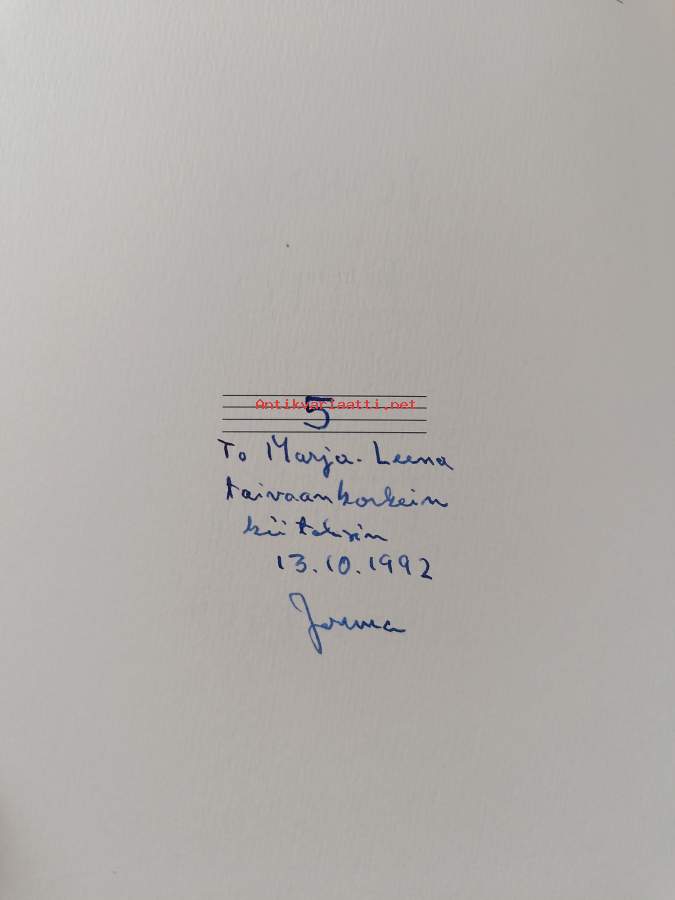 5
Antikvariaatti.net
To Marja-Leena
taivaankorkein
kiitoksin
13.10.1992
Jorma